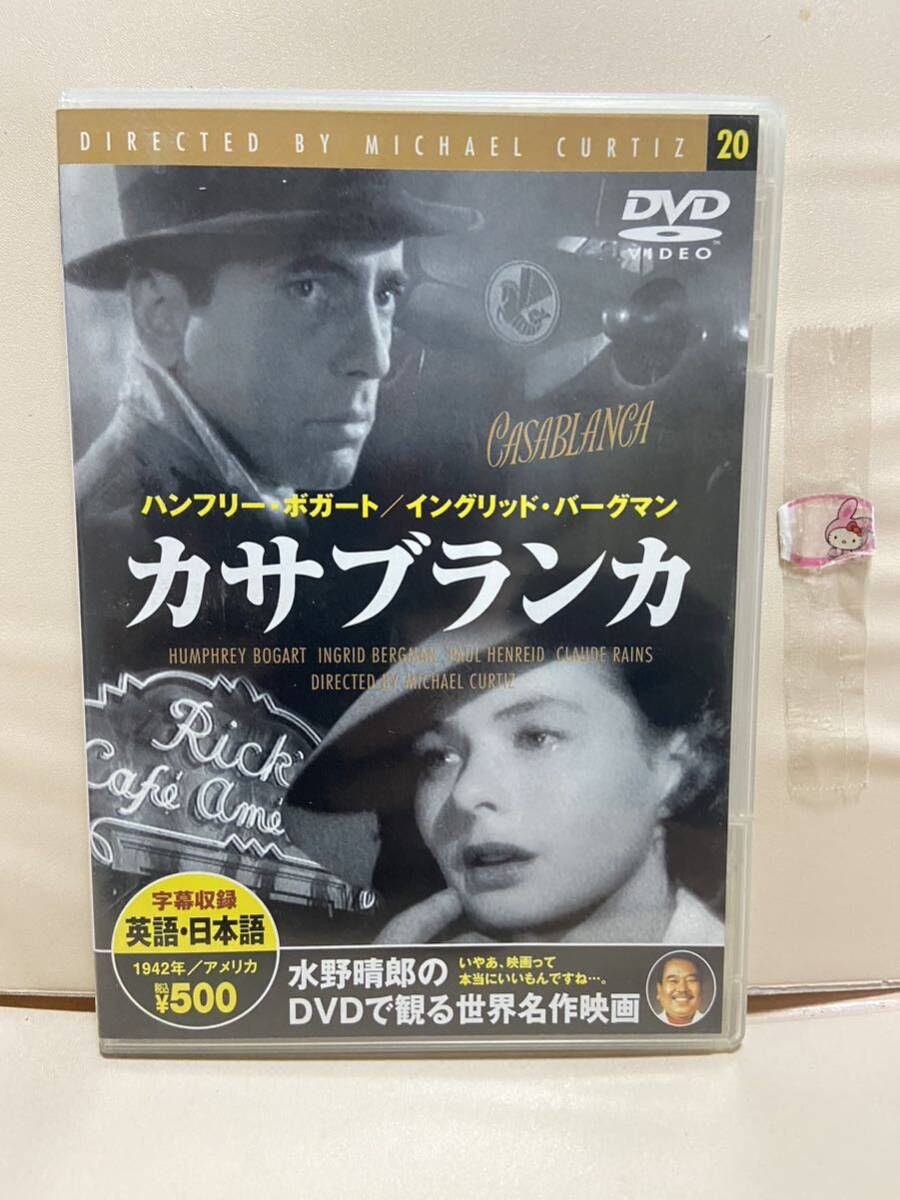 DIRECTED BY MICHAEL CURTIZ 20
DVD
VIDEO
CASABLANCA
ハンフリー・ボガート/イングリッド・バーグマン
カサブランカ
HUMPHREY BOGART INGRID BERGMAN PAUL HENREID CLAUDE RAINS
DIRECTED BY MICHAEL CURTIZ
Rick
Café Amé
字幕収録
英語・日本語
1942年/アメリカ
税込¥500
いやあ、映画って
本当にいいもんですね…。
水野晴郎の
DVDで観る世界名作映画